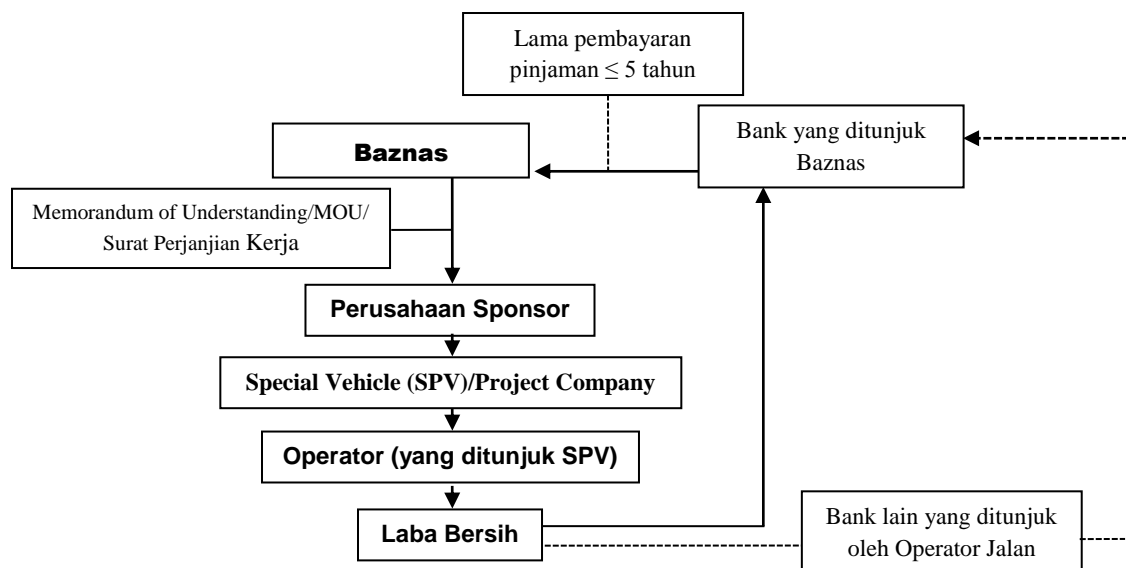 Lama pembayaran
pinjaman ≤ 5 tahun
Baznas
Bank yang ditunjuk
Baznas
Memorandum of Understanding/MOU/
Surat Perjanjian Kerja
Perusahaan Sponsor
Special Vehicle (SPV)/Project Company
Operator (yang ditunjuk SPV)
Laba Bersih
Bank lain yang ditunjuk
oleh Operator Jalan